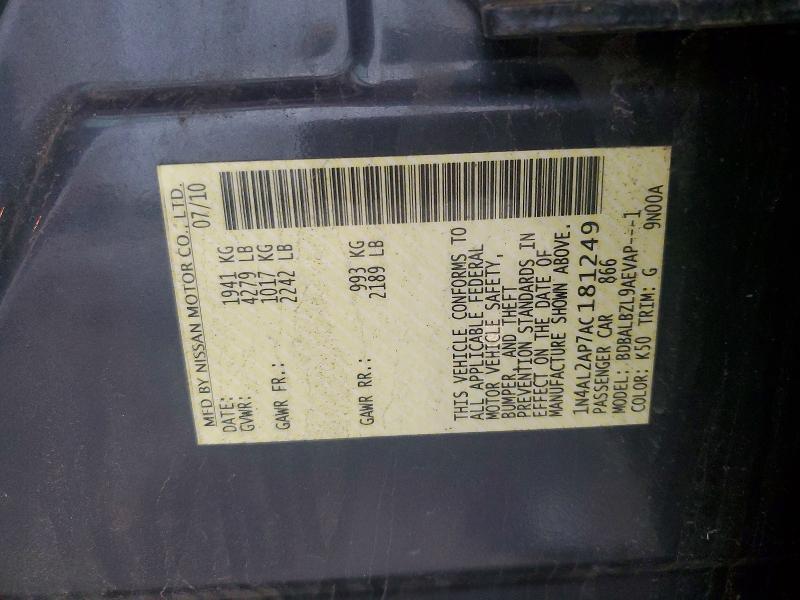 MFD BY NISSAN MOTOR CO., LTD.
DATE: 07/10
GVWR: 1941 KG
4279 LB
GAWR FR.: 1017 KG
2242 LB
GAWR RR.: 993 KG
2189 LB
THIS VEHICLE CONFORMS TO
ALL APPLICABLE FEDERAL
MOTOR VEHICLE SAFETY,
BUMPER, AND THEFT
PREVENTION STANDARDS IN
EFFECT ON THE DATE OF
MANUFACTURE SHOWN ABOVE.
1N4AL2AP7AC181249
PASSENGER CAR 866
MODEL: BDBALBZL9AEVAP---1
COLOR: K50 TRIM: G 9N00A